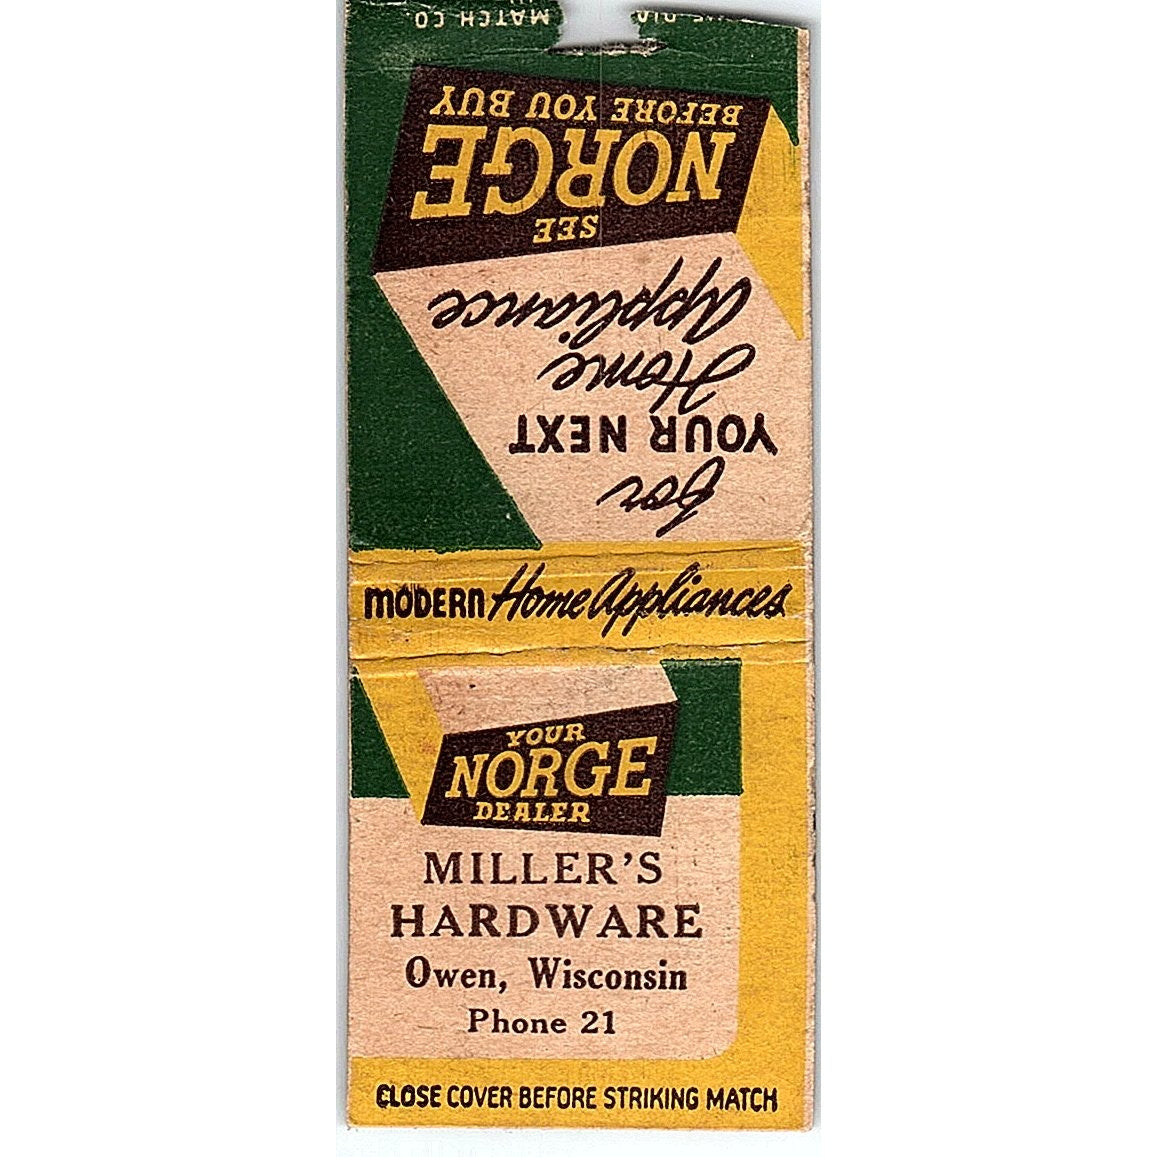 MATCH CO.
SEE
NORGE
BEFORE YOU BUY
for
YOUR NEXT
Home
Appliance
MODERN Home Appliances
YOUR
NORGE
DEALER
MILLER'S
HARDWARE
Owen, Wisconsin
Phone 21
CLOSE COVER BEFORE STRIKING MATCH